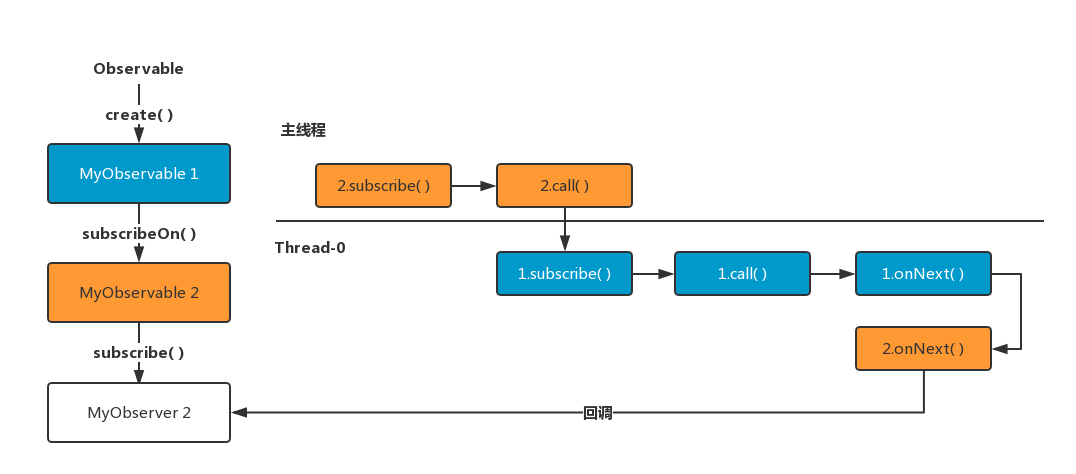 Observable
create( )
MyObservable 1
subscribeOn( )
MyObservable 2
subscribe( )
MyObserver 2
主线程
2.subscribe( )
2.call( )
Thread-0
1.subscribe( )
1.call( )
1.onNext( )
2.onNext( )
回调